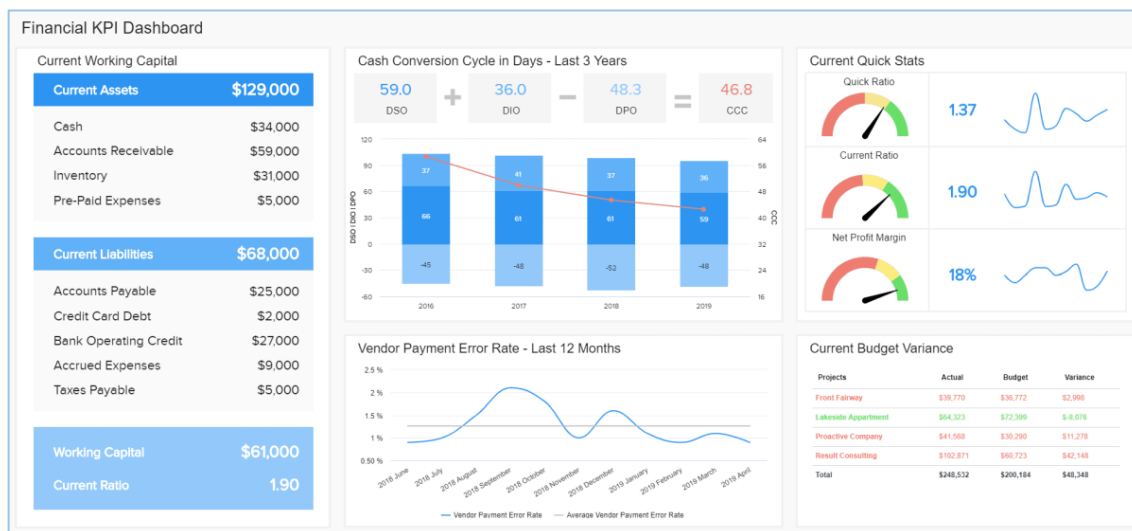 Financial KPI Dashboard
Current Working Capital
Current Assets $129,000
Cash $34,000
Accounts Receivable $59,000
Inventory $31,000
Pre-Paid Expenses $5,000
Current Liabilities $68,000
Accounts Payable $25,000
Credit Card Debt $2,000
Bank Operating Credit $27,000
Accrued Expenses $9,000
Taxes Payable $5,000
Working Capital $61,000
Current Ratio 1.90
Cash Conversion Cycle in Days - Last 3 Years
59.0 + 36.0 − 48.3 = 46.8
DSO DIO DPO CCC
120 64
90 56
60 48
30 40
0 32
-30 24
-60 16
DSO | DIO | DPO
CCC
37 41 37 36
66 61 61 59
-45 -48 -52 -48
2016 2017 2018 2019
Current Quick Stats
Quick Ratio
1.37
Current Ratio
1.90
Net Profit Margin
18%
Vendor Payment Error Rate - Last 12 Months
2.5 %
2 %
1.5 %
1 %
0.50 %
2018 June 2018 July 2018 August 2018 September 2018 October 2018 November 2018 December 2019 January 2019 February 2019 March 2019 April
Vendor Payment Error Rate Average Vendor Payment Error Rate
Current Budget Variance
Projects Actual Budget Variance
Front Fairway $39,770 $36,772 $2,998
Lakeside Appartment $64,323 $72,399 $-8,076
Proactive Company $41,568 $30,290 $11,278
Result Consulting $102,871 $60,723 $42,148
Total $248,532 $200,184 $48,348